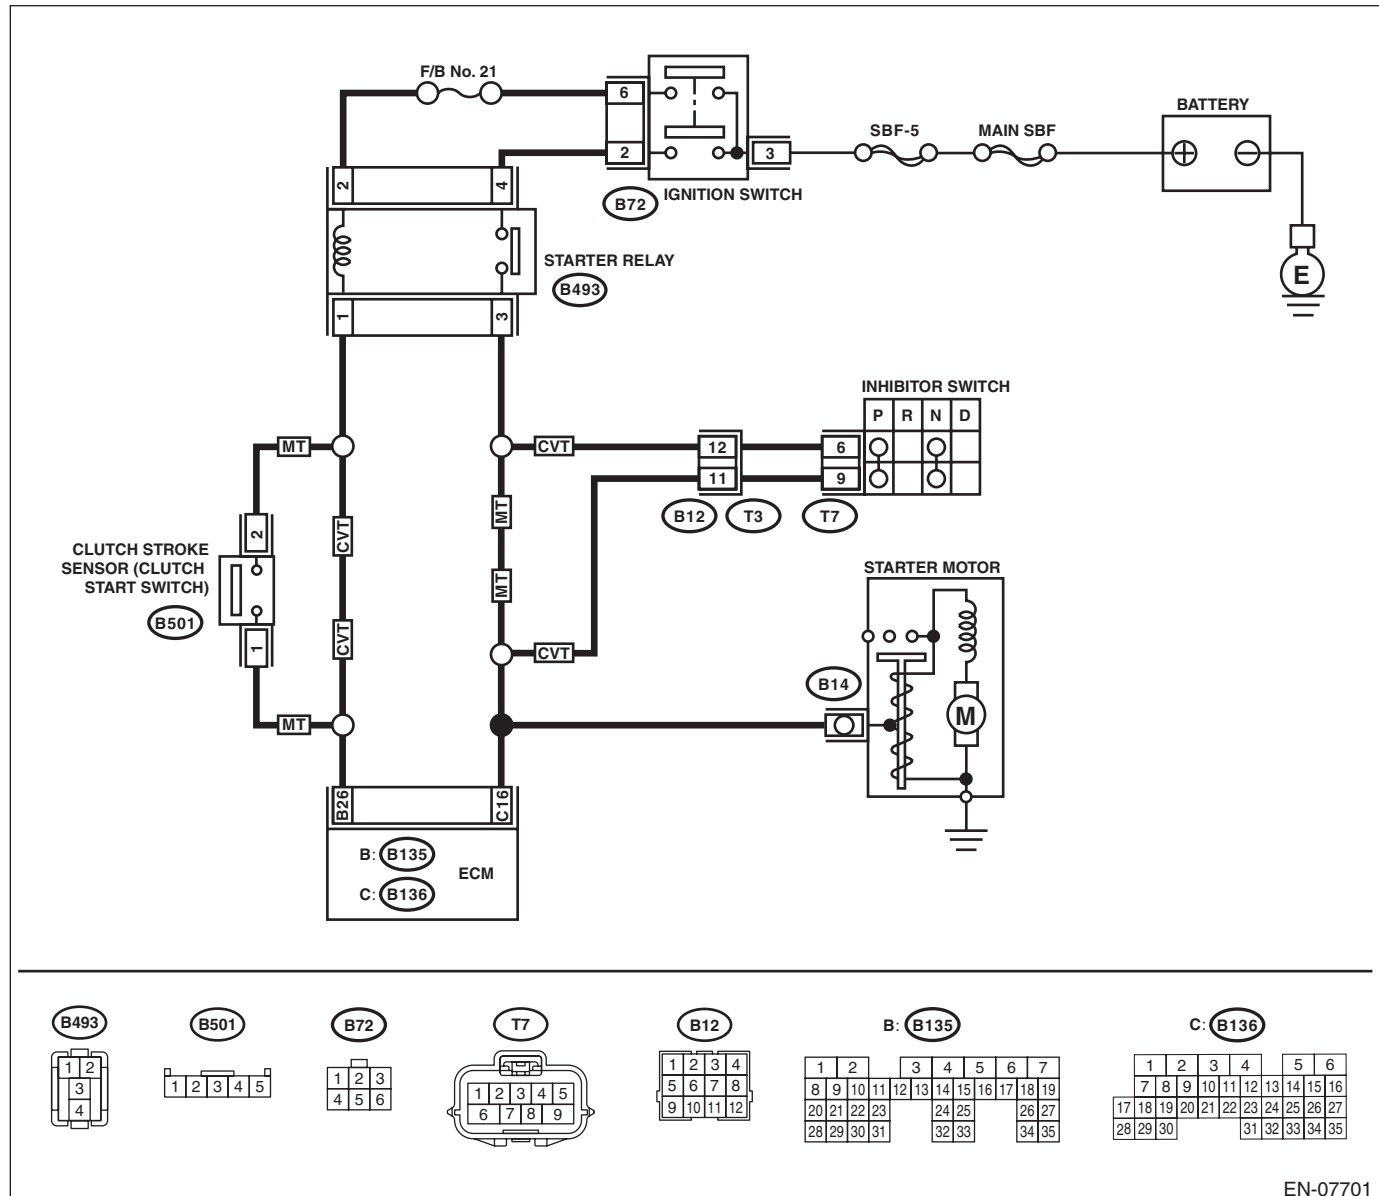 F/B No. 21
6
2
3
B72
IGNITION SWITCH
SBF-5
MAIN SBF
BATTERY
E
2
4
STARTER RELAY
B493
1
3
INHIBITOR SWITCH
P R N D
MT
CVT
12
11
6
9
B12
T3
T7
MT
CVT
2
CLUTCH STROKE
SENSOR (CLUTCH
START SWITCH)
B501
1
MT
CVT
CVT
STARTER MOTOR
B14
M
MT
B26
C16
B: B135
C: B136
ECM
B493
B501
B72
T7
B12
B: B135
C: B136
1 2
3
4
1 2 3 4 5
1 2 3
4 5 6
1 2 3 4 5
6 7 8 9
1 2 3 4
5 6 7 8
9 10 11 12
1 2 3 4 5 6 7
8 9 10 11 12 13 14 15 16 17 18 19
20 21 22 23 24 25 26 27
28 29 30 31 32 33 34 35
1 2 3 4 5 6
7 8 9 10 11 12 13 14 15 16
17 18 19 20 21 22 23 24 25 26 27
28 29 30 31 32 33 34 35
EN-07701